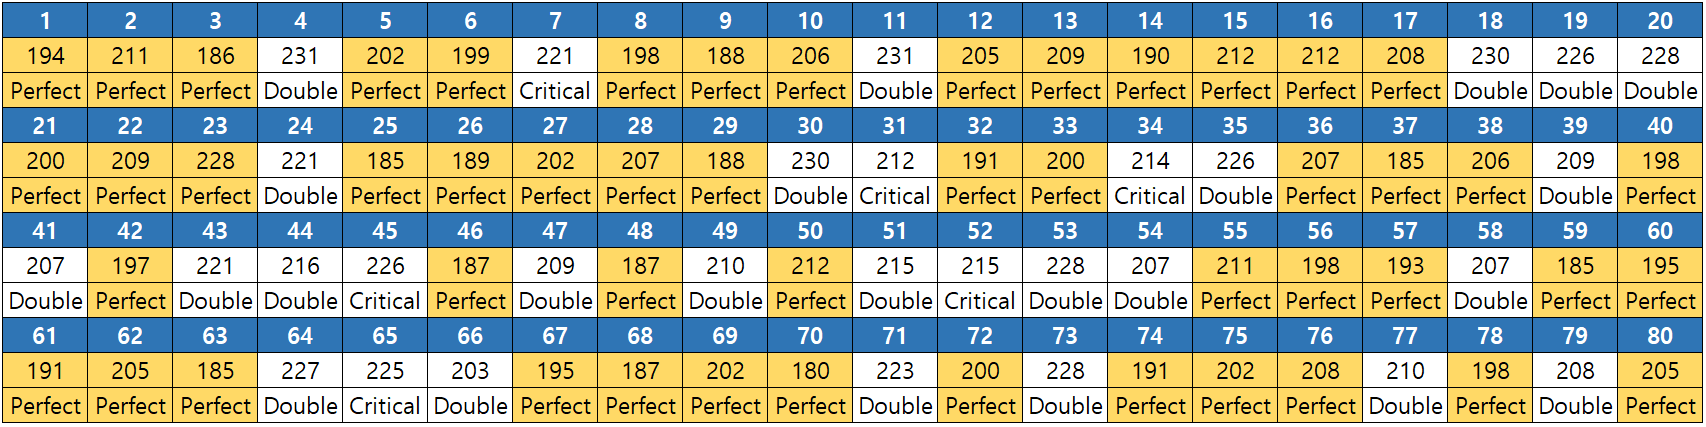 1 2 3 4 5 6 7 8 9 10 11 12 13 14 15 16 17 18 19 20
194 211 186 231 202 199 221 198 188 206 231 205 209 190 212 212 208 230 226 228
Perfect Perfect Perfect Double Perfect Perfect Critical Perfect Perfect Perfect Double Perfect Perfect Perfect Perfect Perfect Perfect Double Double Double
21 22 23 24 25 26 27 28 29 30 31 32 33 34 35 36 37 38 39 40
200 209 228 221 185 189 202 207 188 230 212 191 200 214 226 207 185 206 209 198
Perfect Perfect Perfect Double Perfect Perfect Perfect Perfect Perfect Double Critical Perfect Perfect Critical Double Perfect Perfect Perfect Double Perfect
41 42 43 44 45 46 47 48 49 50 51 52 53 54 55 56 57 58 59 60
207 197 221 216 226 187 209 187 210 212 215 215 228 207 211 198 193 207 185 195
Double Perfect Double Double Critical Perfect Double Perfect Double Perfect Double Critical Double Double Perfect Perfect Perfect Double Perfect Perfect
61 62 63 64 65 66 67 68 69 70 71 72 73 74 75 76 77 78 79 80
191 205 185 227 225 203 195 187 202 180 223 200 228 191 202 208 210 198 208 205
Perfect Perfect Perfect Double Critical Double Perfect Perfect Perfect Perfect Double Perfect Double Perfect Perfect Perfect Double Perfect Double Perfect